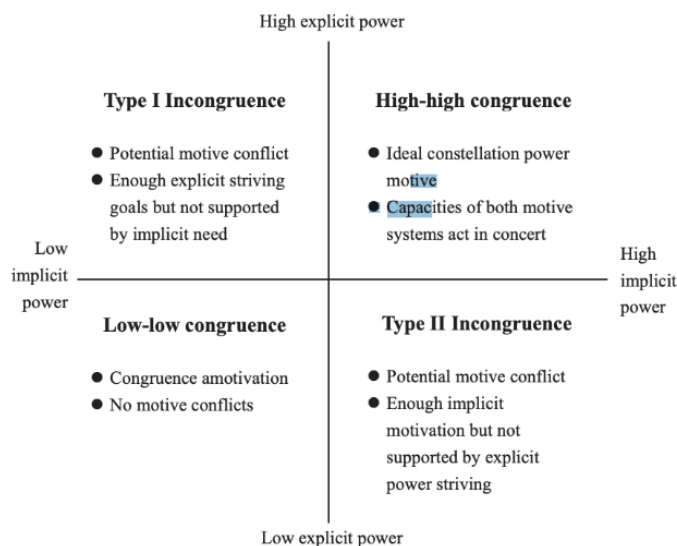 High explicit power
Type I Incongruence
● Potential motive conflict
● Enough explicit striving
goals but not supported
by implicit need
High-high congruence
● Ideal constellation power
motive
● Capacities of both motive
systems act in concert
Low
implicit
power
High
implicit
power
Low-low congruence
● Congruence amotivation
● No motive conflicts
Type II Incongruence
● Potential motive conflict
● Enough implicit
motivation but not
supported by explicit
power striving
Low explicit power